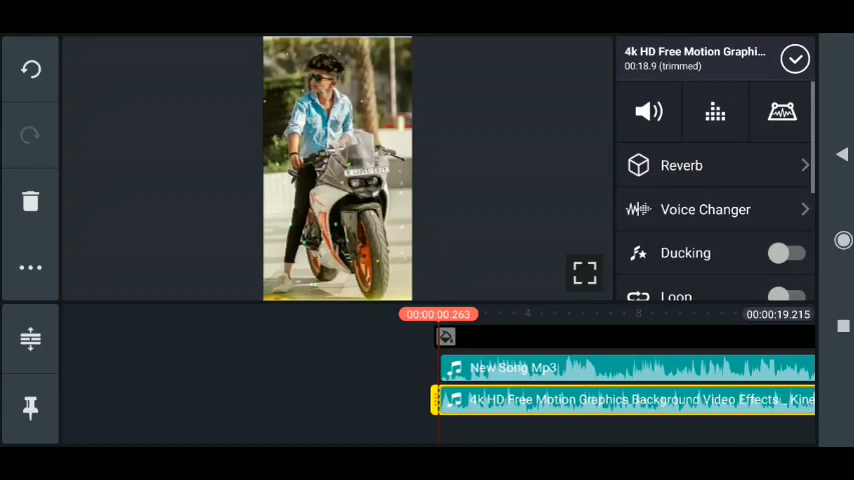 4k HD Free Motion Graphi...
00:18.9 (trimmed)
Reverb
Voice Changer
Ducking
Loop
00:00:00.263
4
8
00:00:19.215
New Song Mp3
4k HD Free Motion Graphics Background Video Effects _ Kine